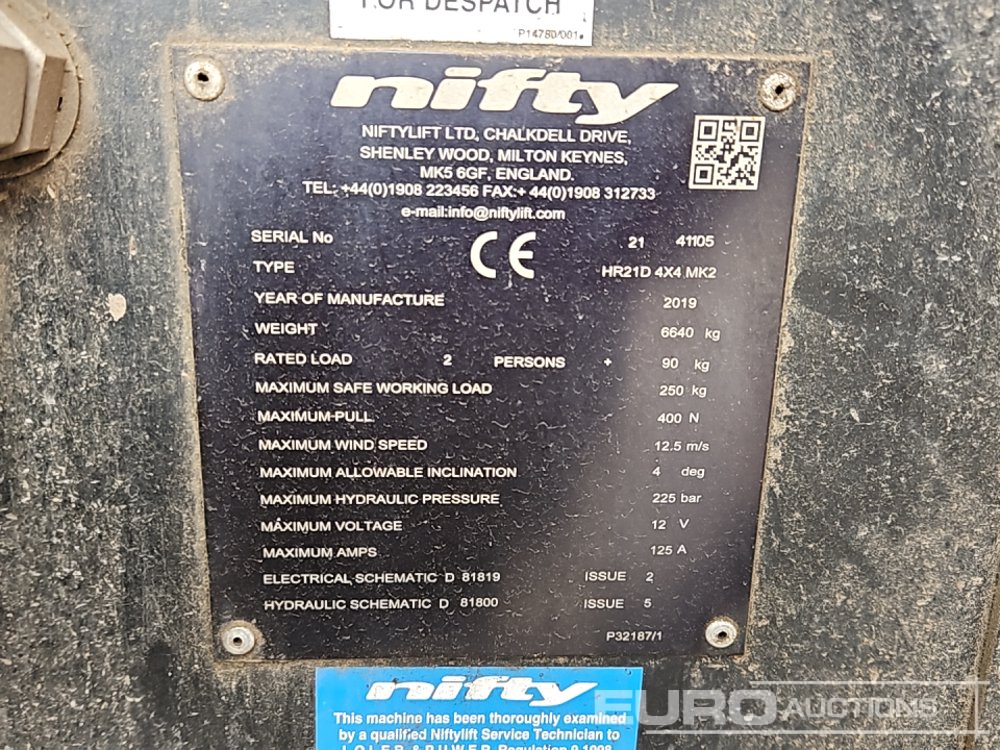 FOR DESPATCH
P14780/001
nifty
NIFTYLIFT LTD, CHALKDELL DRIVE,
SHENLEY WOOD, MILTON KEYNES,
MK5 6GF, ENGLAND.
TEL: +44(0)1908 223456 FAX:+ 44(0)1908 312733
e-mail:info@niftylift.com
SERIAL No CE 21 41105
TYPE HR21D 4X4 MK2
YEAR OF MANUFACTURE 2019
WEIGHT 6640 kg
RATED LOAD 2 PERSONS + 90 kg
MAXIMUM SAFE WORKING LOAD 250 kg
MAXIMUM PULL 400 N
MAXIMUM WIND SPEED 12.5 m/s
MAXIMUM ALLOWABLE INCLINATION 4 deg
MAXIMUM HYDRAULIC PRESSURE 225 bar
MAXIMUM VOLTAGE 12 V
MAXIMUM AMPS 125 A
ELECTRICAL SCHEMATIC D 81819 ISSUE 2
HYDRAULIC SCHEMATIC D 81800 ISSUE 5
P32187/1
nifty
This machine has been thoroughly examined
by a qualified Niftylift Service Technician to
L.O.L.E.R. & P.U.W.E.R. Regulation 9 1998
EURO AUCTIONS